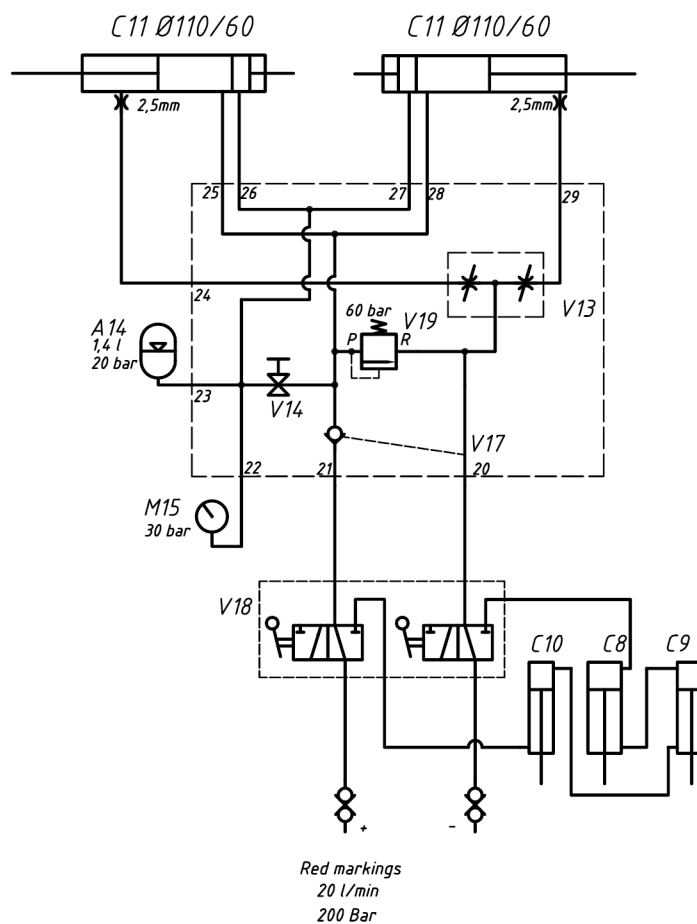 C11 Ø110/60
C11 Ø110/60
2,5mm
2,5mm
25
26
27
28
29
24
V13
60 bar
V19
P
R
A14
1,4 l
20 bar
23
V14
V17
22
21
20
M15
30 bar
V18
C10
C8
C9
+
-
Red markings
20 l/min
200 Bar